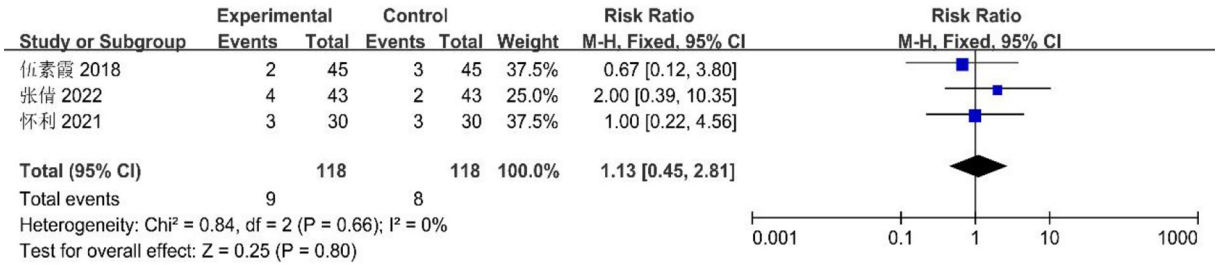 Experimental Control Risk Ratio Risk Ratio
Study or Subgroup Events Total Events Total Weight M-H, Fixed, 95% CI M-H, Fixed, 95% CI
伍素霞 2018 2 45 3 45 37.5% 0.67 [0.12, 3.80]
张倩 2022 4 43 2 43 25.0% 2.00 [0.39, 10.35]
怀利 2021 3 30 3 30 37.5% 1.00 [0.22, 4.56]
Total (95% CI) 118 118 100.0% 1.13 [0.45, 2.81]
Total events 9 8
Heterogeneity: Chi² = 0.84, df = 2 (P = 0.66); I² = 0%
Test for overall effect: Z = 0.25 (P = 0.80)
0.001 0.1 1 10 1000